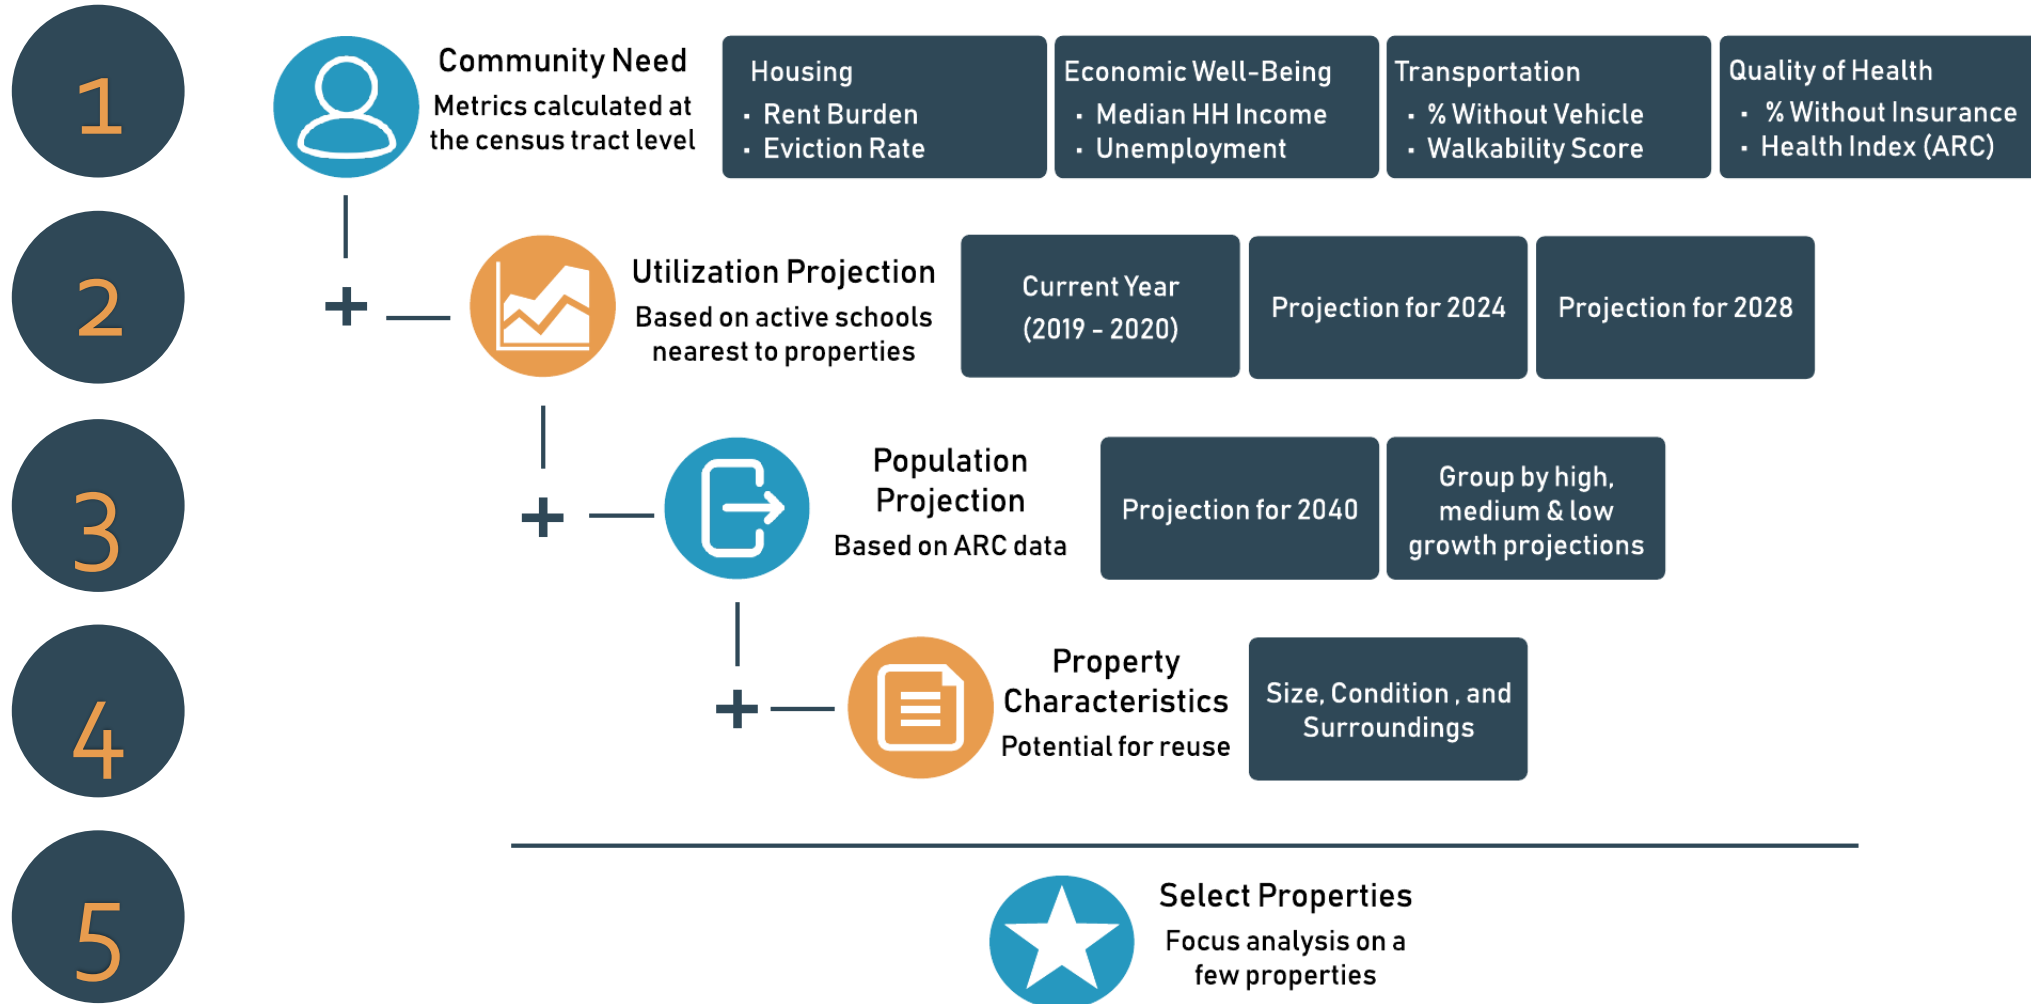 1
Community Need
Metrics calculated at
the census tract level
Housing
· Rent Burden
· Eviction Rate
Economic Well-Being
· Median HH Income
· Unemployment
Transportation
· % Without Vehicle
· Walkability Score
Quality of Health
· % Without Insurance
· Health Index (ARC)
2
+
Utilization Projection
Based on active schools
nearest to properties
Current Year
(2019 - 2020)
Projection for 2024
Projection for 2028
3
+
Population
Projection
Based on ARC data
Projection for 2040
Group by high,
medium & low
growth projections
4
+
Property
Characteristics
Potential for reuse
Size, Condition , and
Surroundings
5
Select Properties
Focus analysis on a
few properties